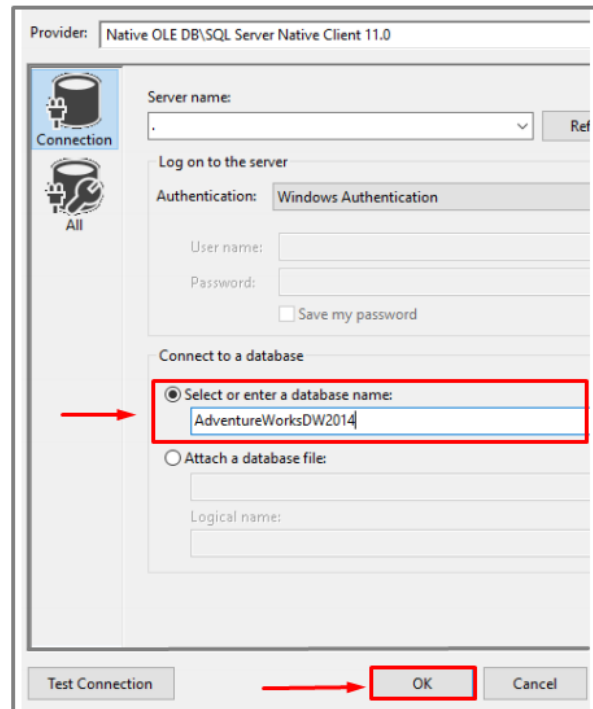 Provider: Native OLE DB\SQL Server Native Client 11.0
Connection
All
Server name:
. Ref
Log on to the server
Authentication: Windows Authentication
User name:
Password:
Save my password
Connect to a database
Select or enter a database name:
AdventureWorksDW2014
Attach a database file:
Logical name:
Test Connection OK Cancel